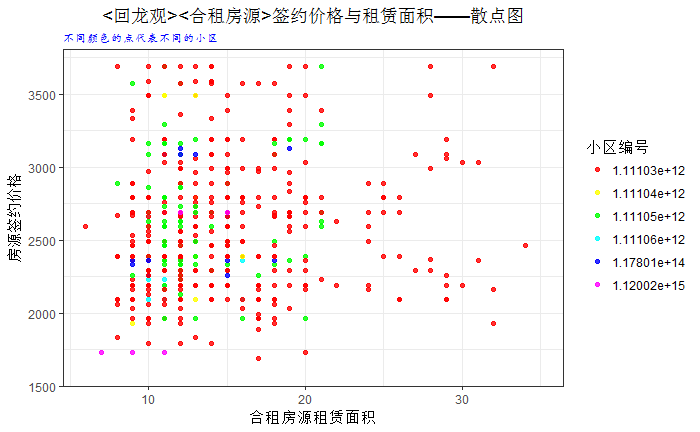 <回龙观><合租房源>签约价格与租赁面积——散点图
不同颜色的点代表不同的小区
房源签约价格
3500
3000
2500
2000
1500
10
20
30
合租房源租赁面积
小区编号
1.11103e+12
1.11104e+12
1.11105e+12
1.11106e+12
1.17801e+14
1.12002e+15